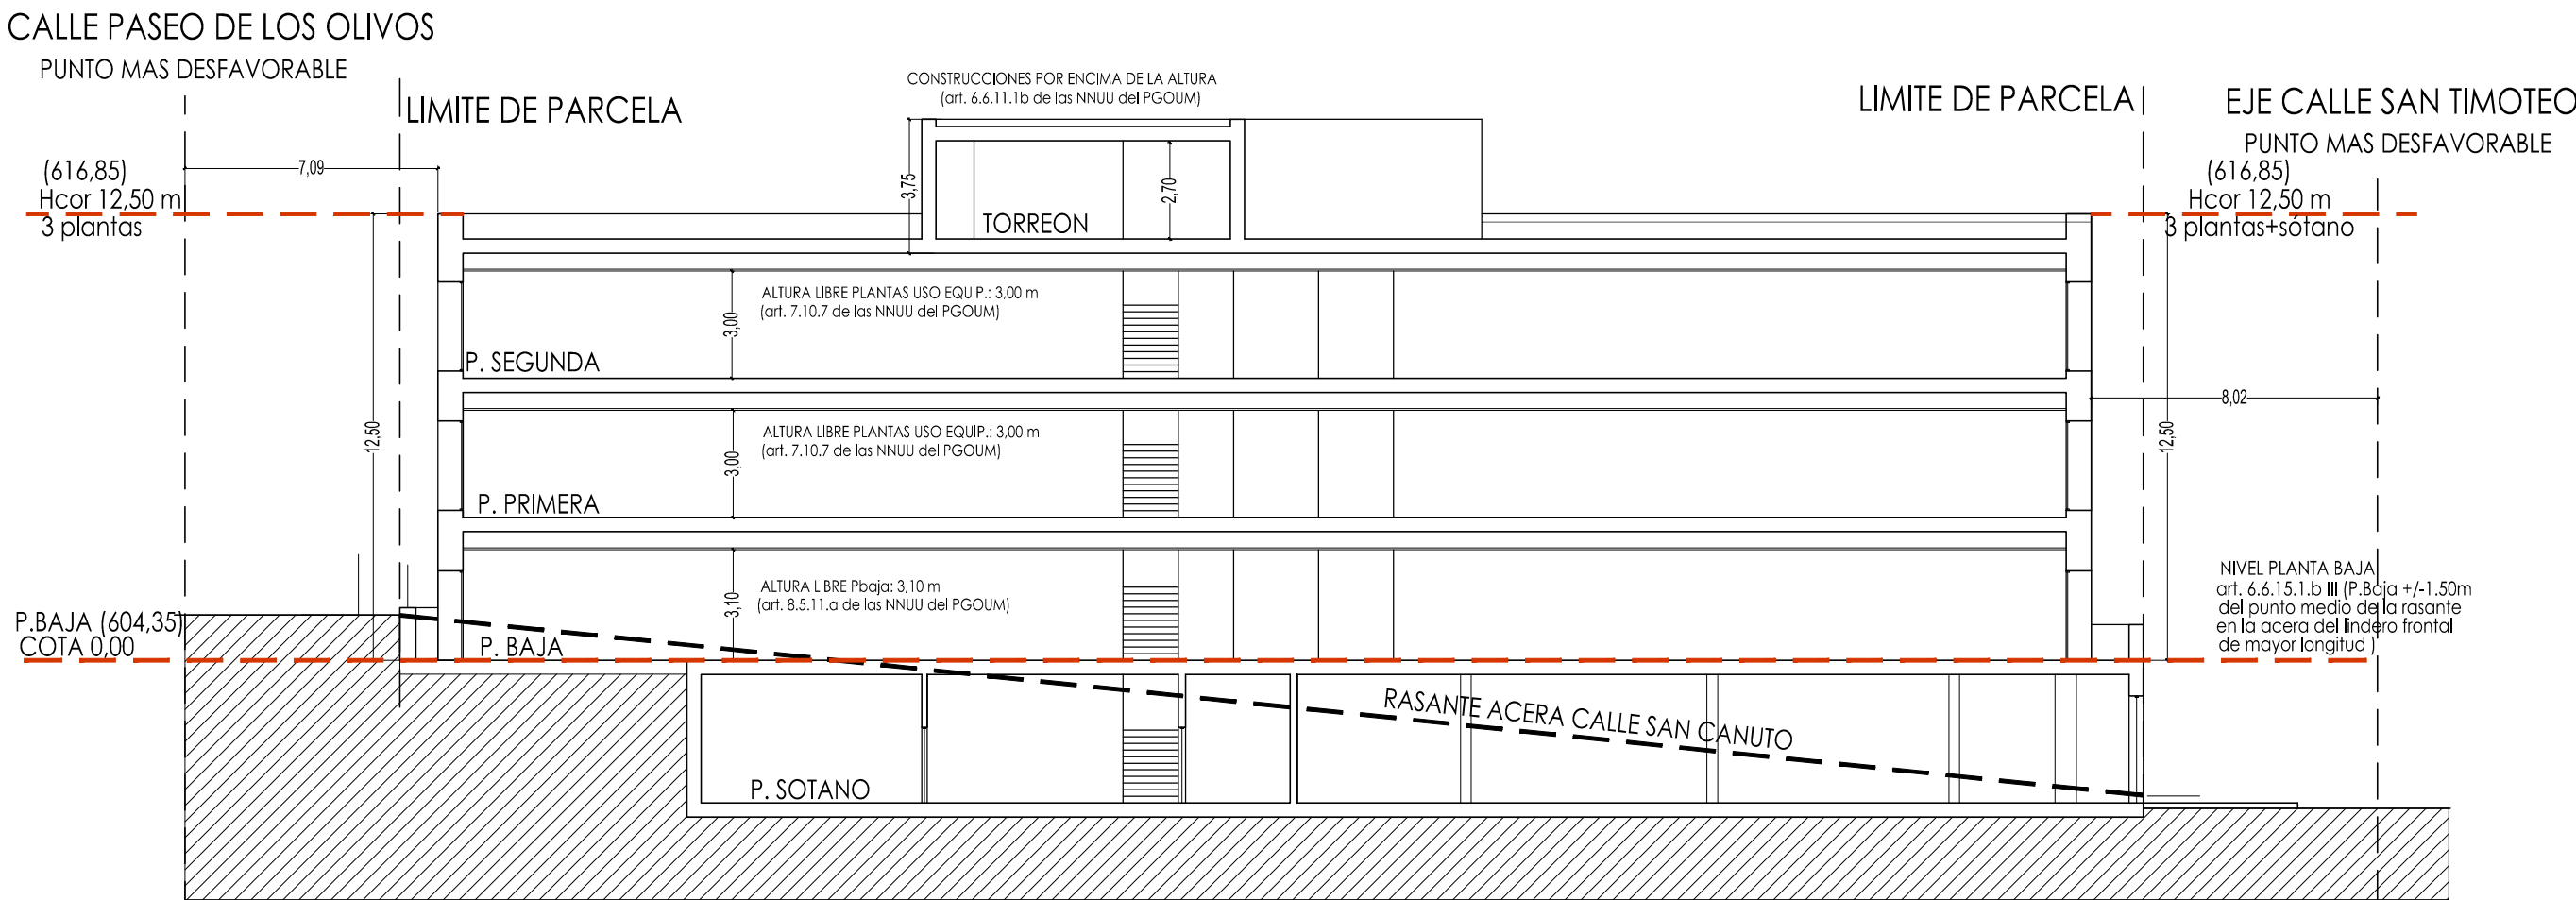 CALLE PASEO DE LOS OLIVOS
PUNTO MAS DESFAVORABLE
LIMITE DE PARCELA
CONSTRUCCIONES POR ENCIMA DE LA ALTURA
(art. 6.6.11.1b de las NNUU del PGOUM)
LIMITE DE PARCELA
EJE CALLE SAN TIMOTEO
PUNTO MAS DESFAVORABLE
(616,85)
Hcor 12,50 m
3 plantas
7,09
3,75
2,70
TORREON
(616,85)
Hcor 12,50 m
3 plantas+sótano
ALTURA LIBRE PLANTAS USO EQUIP.: 3,00 m
(art. 7.10.7 de las NNUU del PGOUM)
3,00
P. SEGUNDA
8,02
12,50
12,50
ALTURA LIBRE PLANTAS USO EQUIP.: 3,00 m
(art. 7.10.7 de las NNUU del PGOUM)
3,00
P. PRIMERA
ALTURA LIBRE Pbaja: 3,10 m
(art. 8.5.11.a de las NNUU del PGOUM)
3,10
P. BAJA
P.BAJA (604,35)
COTA 0,00
NIVEL PLANTA BAJA
art. 6.6.15.1.b III (P.Baja +/-1.50m
del punto medio de la rasante
en la acera del lindero frontal
de mayor longitud )
RASANTE ACERA CALLE SAN CANUTO
P. SOTANO